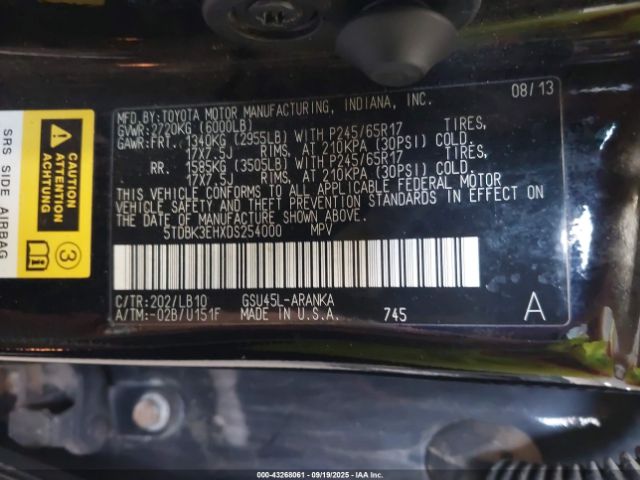 SRS SIDE AIRBAG
CAUTION
ATTENTION
ACHTUNG
3
MFD.BY:TOYOTA MOTOR MANUFACTURING, INDIANA, INC. 08/13
GVWR:2720KG (6000LB)
GAWR:FRT. 1340KG (2955LB) WITH P245/65R17 TIRES,
17X7.5J RIMS, AT 210KPA (30PSI) COLD.
RR. 1585KG (3505LB) WITH P245/65R17 TIRES,
17X7.5J RIMS, AT 210KPA (30PSI) COLD.
THIS VEHICLE CONFORMS TO ALL APPLICABLE FEDERAL MOTOR
VEHICLE SAFETY AND THEFT PREVENTION STANDARDS IN EFFECT ON THE
DATE OF MANUFACTURE SHOWN ABOVE.
5TDBK3EHXDS254000 MPV
C/TR:202/LB10 GSU45L-ARANKA
A/TM:-02B/U151F MADE IN U.S.A. 745 A
000-43268061 - 09/19/2025 - IAAI.COM